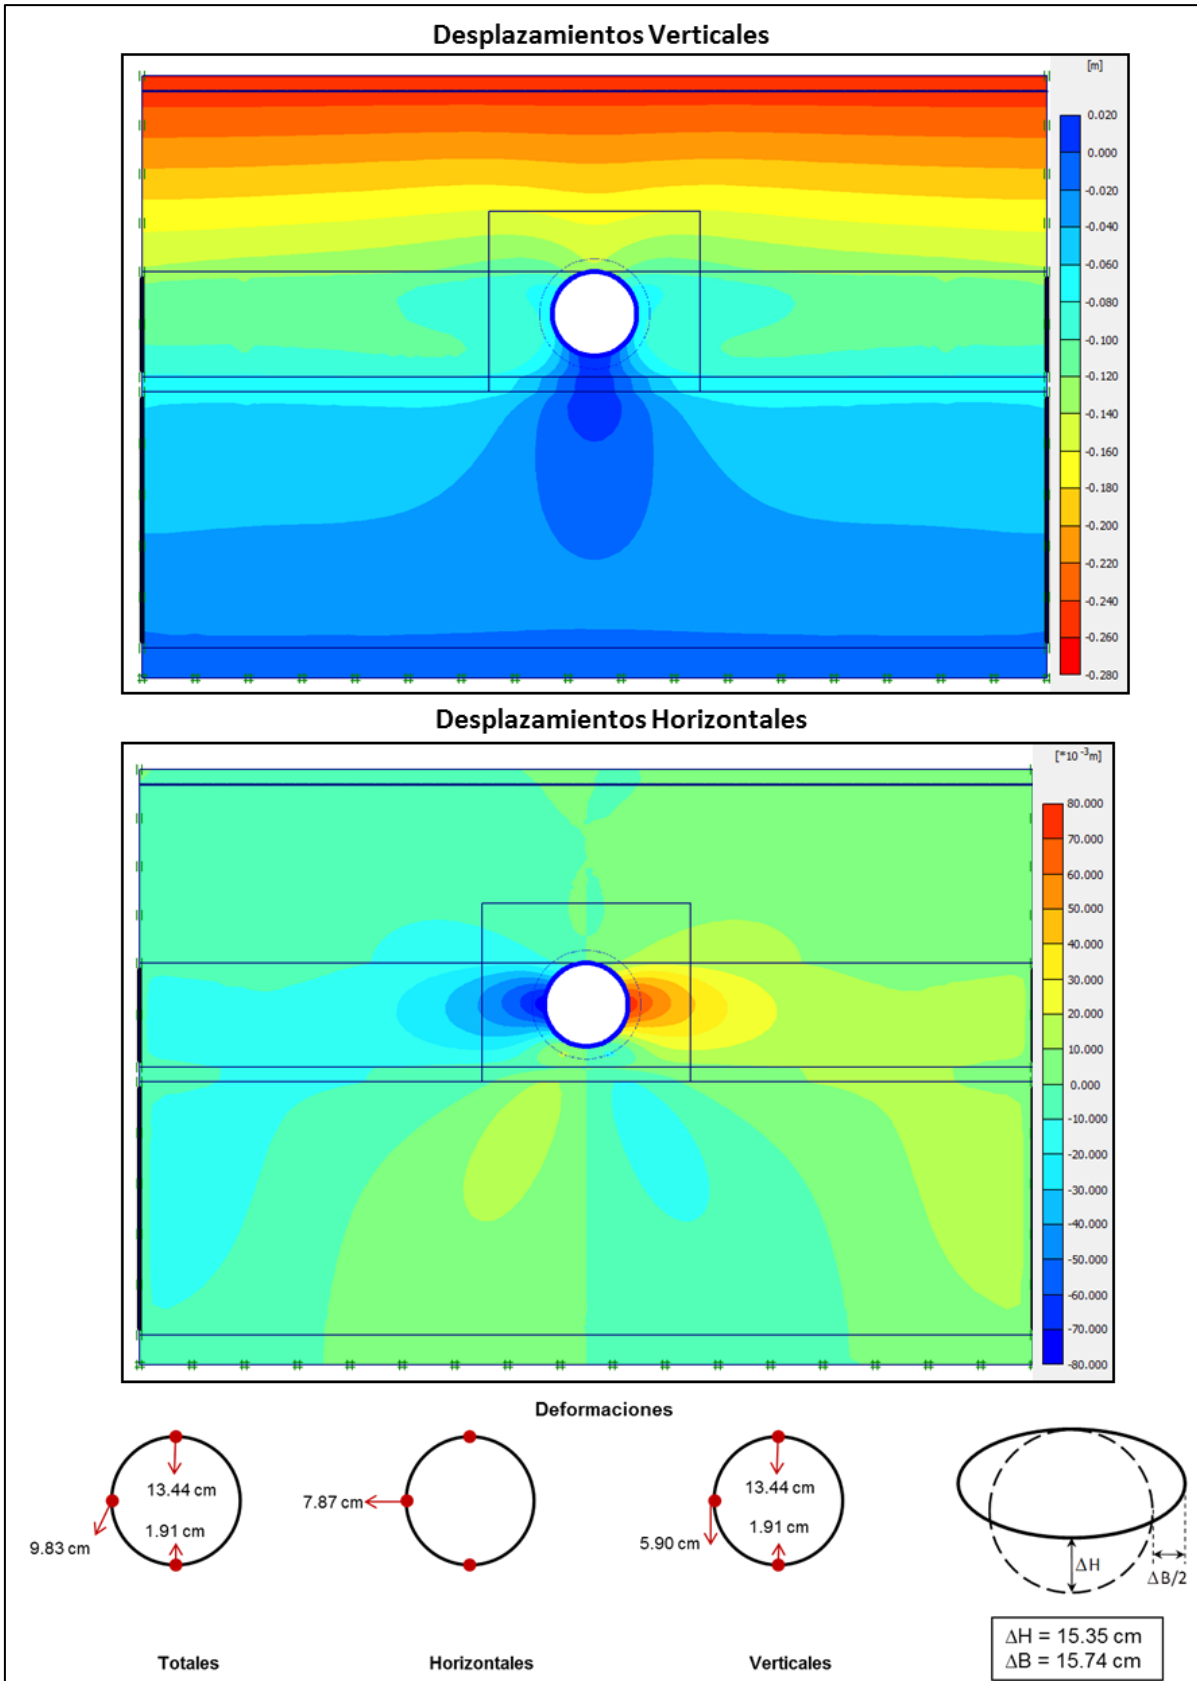 Desplazamientos Verticales
[m]
0.020
0.000
-0.020
-0.040
-0.060
-0.080
-0.100
-0.120
-0.140
-0.160
-0.180
-0.200
-0.220
-0.240
-0.260
-0.280
Desplazamientos Horizontales
[*10⁻³m]
80.000
70.000
60.000
50.000
40.000
30.000
20.000
10.000
0.000
-10.000
-20.000
-30.000
-40.000
-50.000
-60.000
-70.000
-80.000
Deformaciones
13.44 cm
1.91 cm
9.83 cm
Totales
7.87 cm
Horizontales
13.44 cm
1.91 cm
5.90 cm
Verticales
ΔH
ΔB/2
ΔH = 15.35 cm
ΔB = 15.74 cm